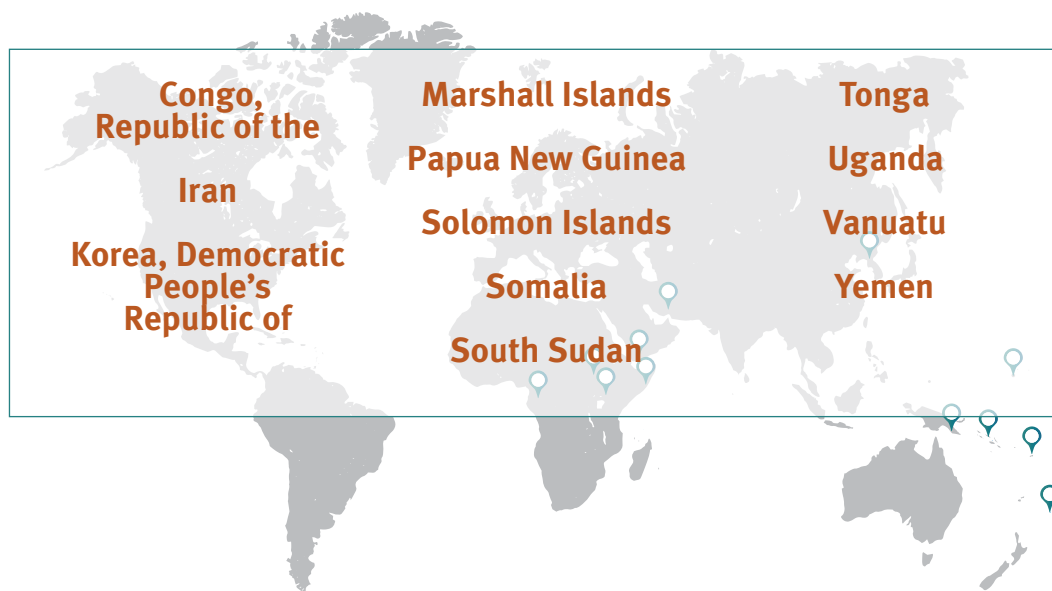 Congo,
Republic of the
Iran
Korea, Democratic
People’s
Republic of
Marshall Islands
Papua New Guinea
Solomon Islands
Somalia
South Sudan
Tonga
Uganda
Vanuatu
Yemen